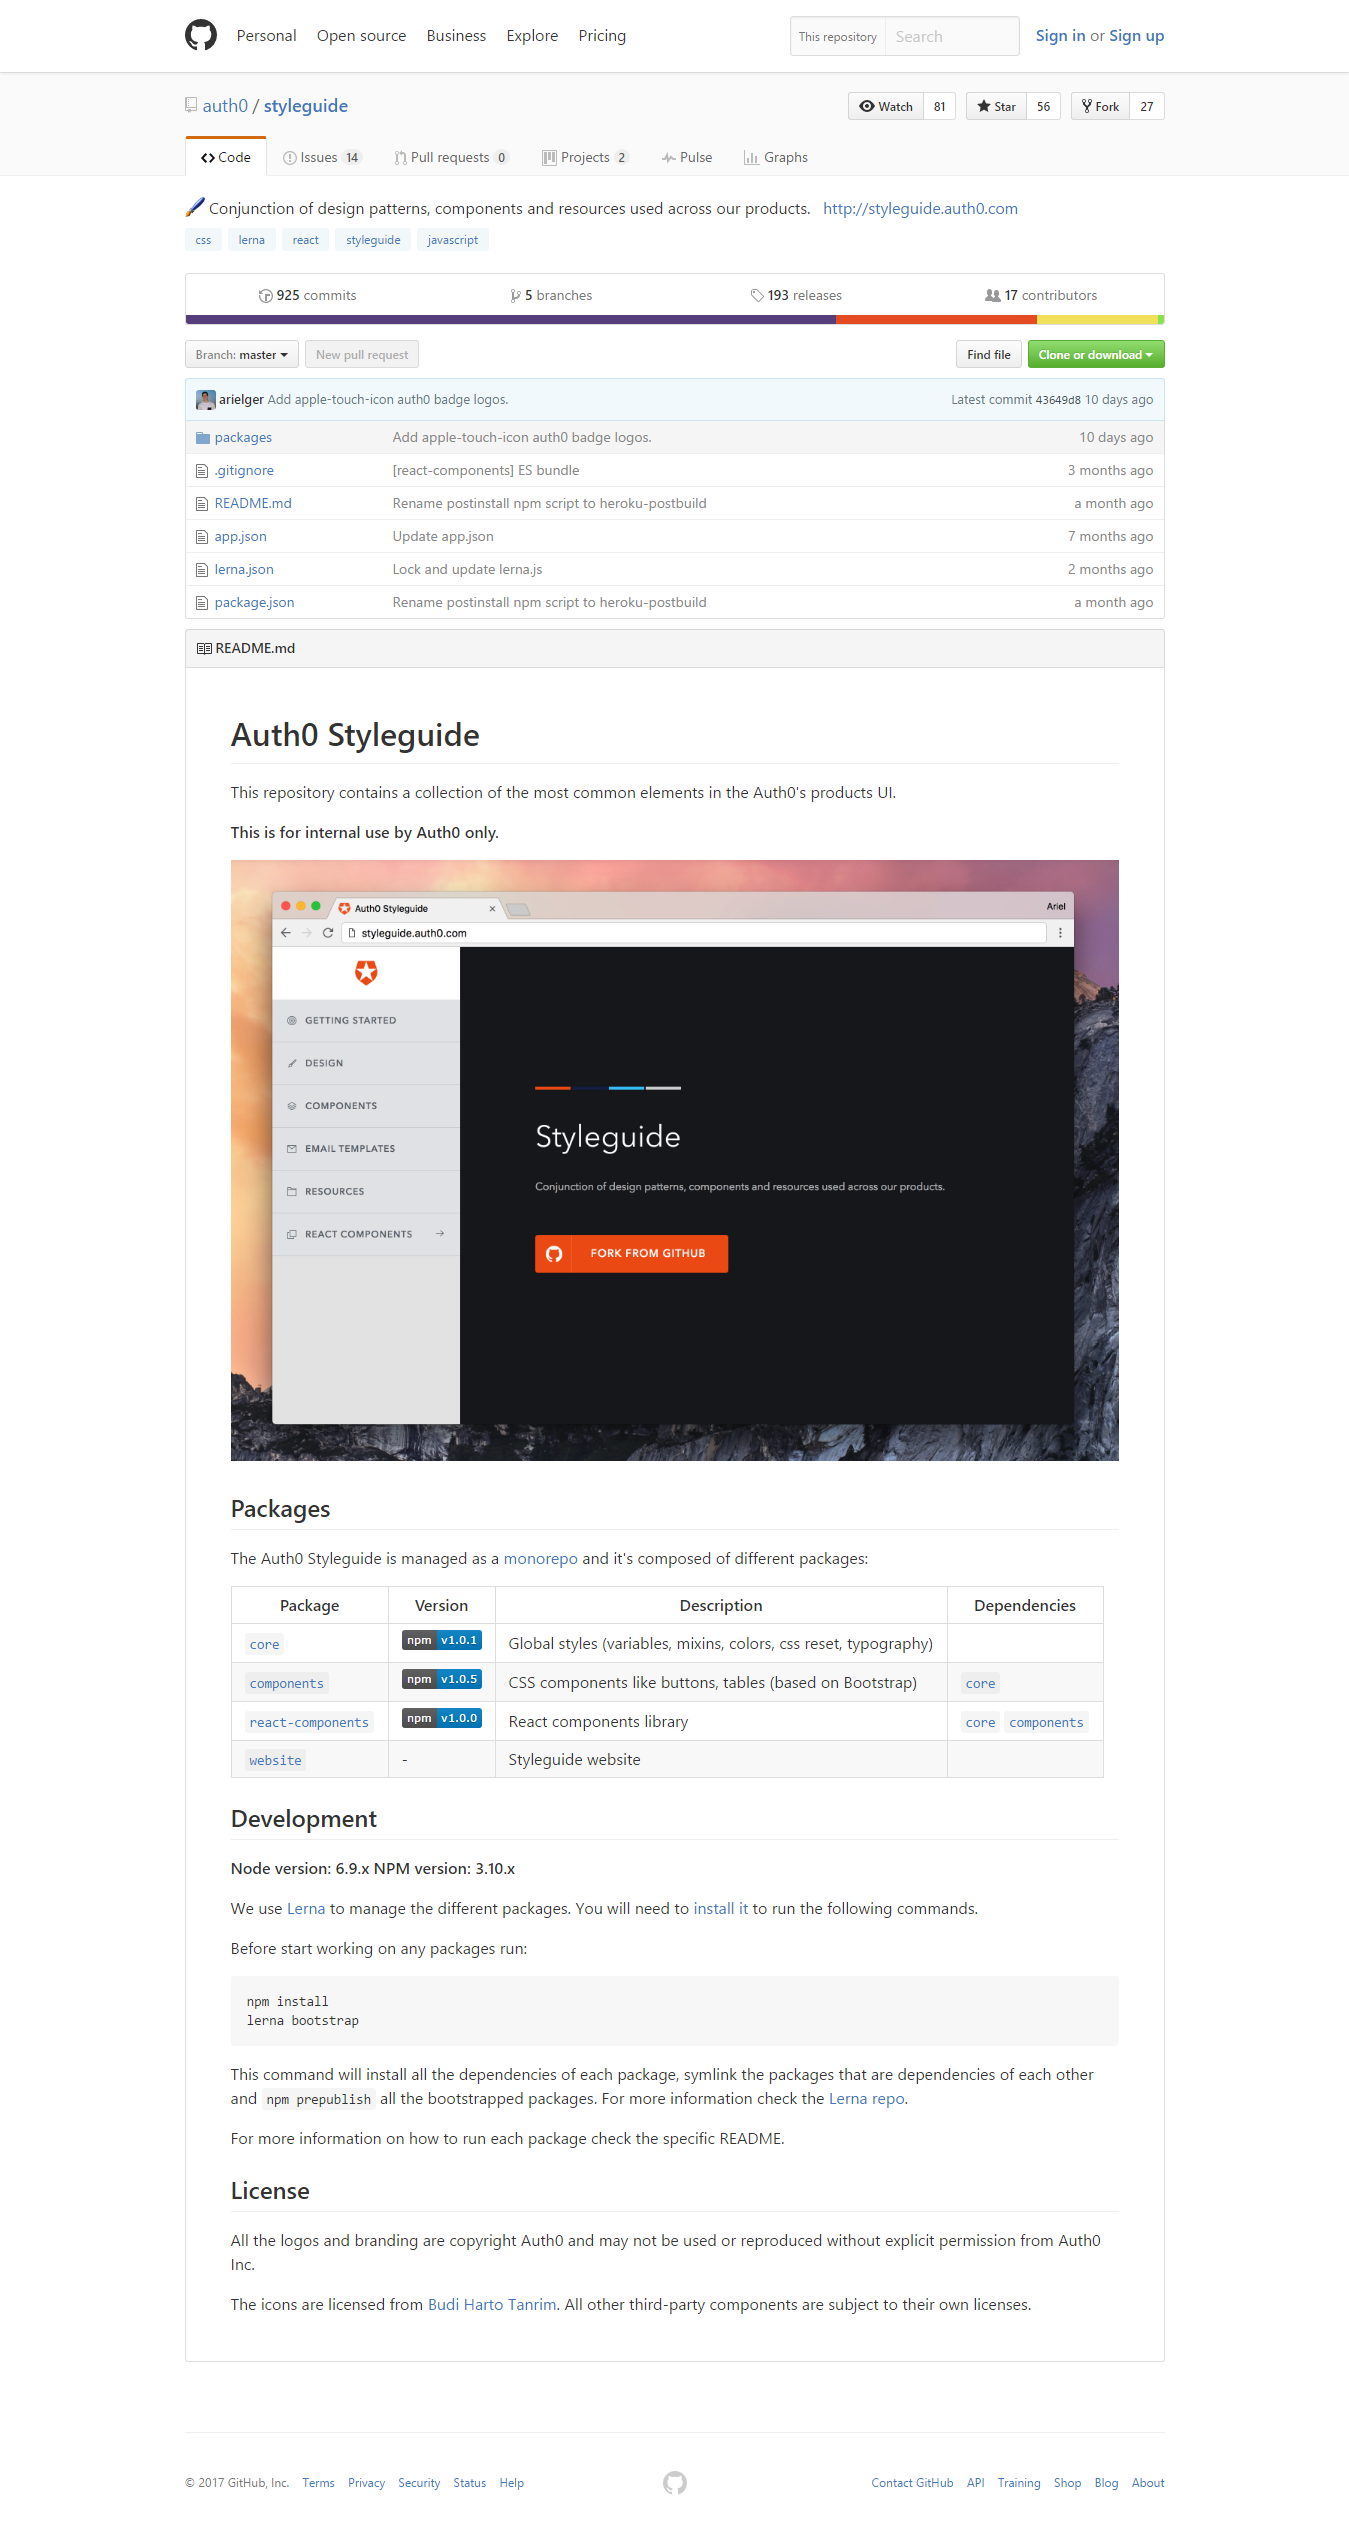 Personal Open source Business Explore Pricing This repository Search Sign in or Sign up
auth0 / styleguide Watch 81 Star 56 Fork 27
Code Issues 14 Pull requests 0 Projects 2 Pulse Graphs
Conjunction of design patterns, components and resources used across our products. http://styleguide.auth0.com
css lerna react styleguide javascript
925 commits 5 branches 193 releases 17 contributors
Branch: master New pull request Find file Clone or download
arielger Add apple-touch-icon auth0 badge logos. Latest commit 43649d8 10 days ago
packages Add apple-touch-icon auth0 badge logos. 10 days ago
.gitignore [react-components] ES bundle 3 months ago
README.md Rename postinstall npm script to heroku-postbuild a month ago
app.json Update app.json 7 months ago
lerna.json Lock and update lerna.js 2 months ago
package.json Rename postinstall npm script to heroku-postbuild a month ago
README.md
Auth0 Styleguide
This repository contains a collection of the most common elements in the Auth0's products UI.
This is for internal use by Auth0 only.
Auth0 Styleguide Ariel
styleguide.auth0.com
GETTING STARTED
DESIGN
COMPONENTS
EMAIL TEMPLATES
RESOURCES
REACT COMPONENTS
Styleguide
Conjunction of design patterns, components and resources used across our products.
FORK FROM GITHUB
Packages
The Auth0 Styleguide is managed as a monorepo and it's composed of different packages:
Package Version Description Dependencies
core npm v1.0.1 Global styles (variables, mixins, colors, css reset, typography)
components npm v1.0.5 CSS components like buttons, tables (based on Bootstrap) core
react-components npm v1.0.0 React components library core components
website - Styleguide website
Development
Node version: 6.9.x NPM version: 3.10.x
We use Lerna to manage the different packages. You will need to install it to run the following commands.
Before start working on any packages run:
npm install
lerna bootstrap
This command will install all the dependencies of each package, symlink the packages that are dependencies of each other
and npm prepublish all the bootstrapped packages. For more information check the Lerna repo.
For more information on how to run each package check the specific README.
License
All the logos and branding are copyright Auth0 and may not be used or reproduced without explicit permission from Auth0
Inc.
The icons are licensed from Budi Harto Tanrim. All other third-party components are subject to their own licenses.
© 2017 GitHub, Inc. Terms Privacy Security Status Help Contact GitHub API Training Shop Blog About